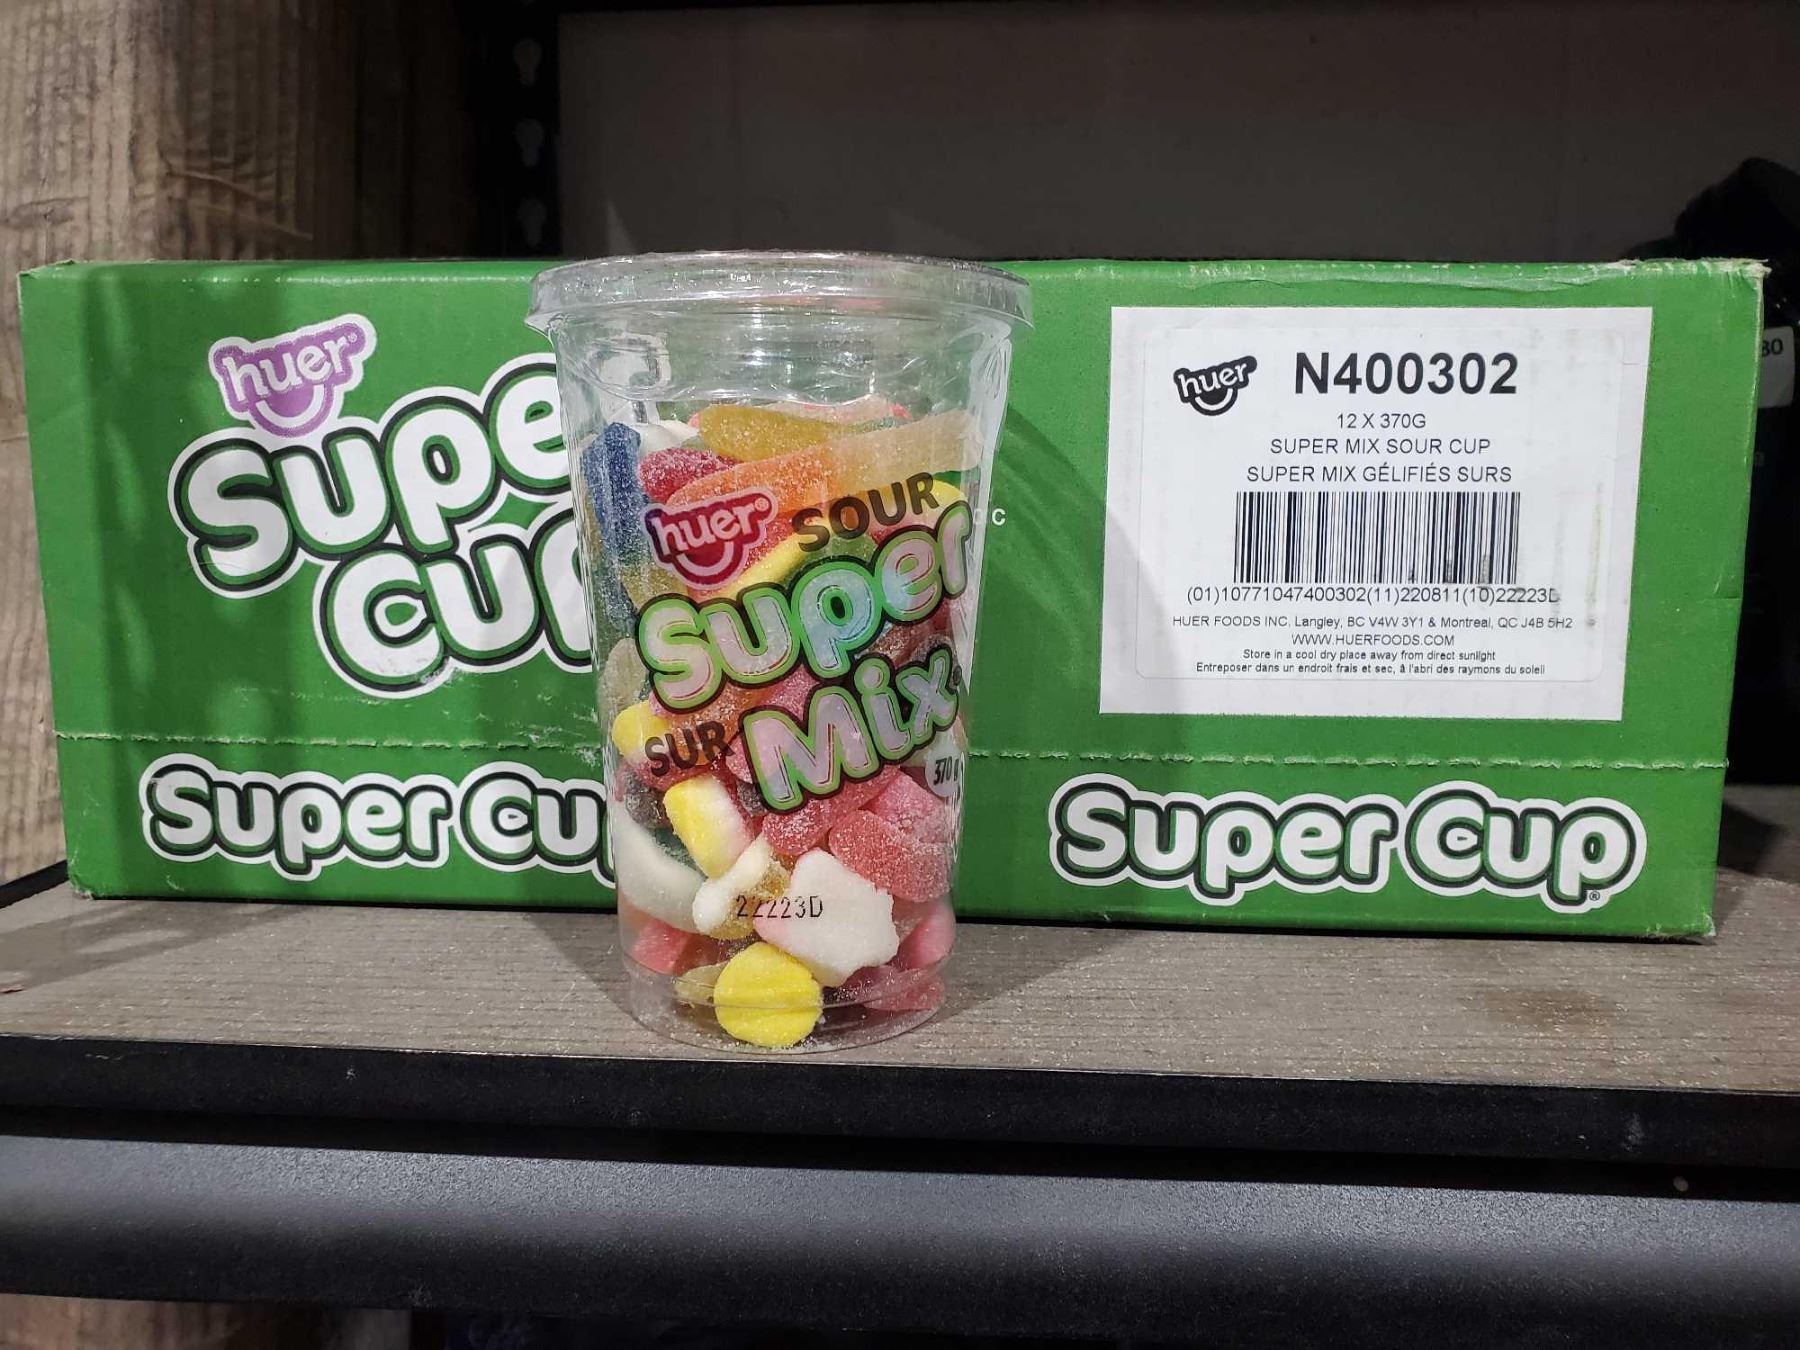 huer
Super
Cu
Super Cu
huer
SOUR
Super
SUR
Mix
370 g
22223D
huer N400302
12 X 370G
SUPER MIX SOUR CUP
SUPER MIX GÉLIFIÉS SURS
(01)10771047400302(11)220811(10)22223D
HUER FOODS INC, Langley, BC V4W 3Y1 & Montreal, QC J4B 5H2
WWW.HUERFOODS.COM
Store in a cool dry place away from direct sunlight
Entreposer dans un endroit frais et sec, à l'abri des raymons du soleil
Super Cup